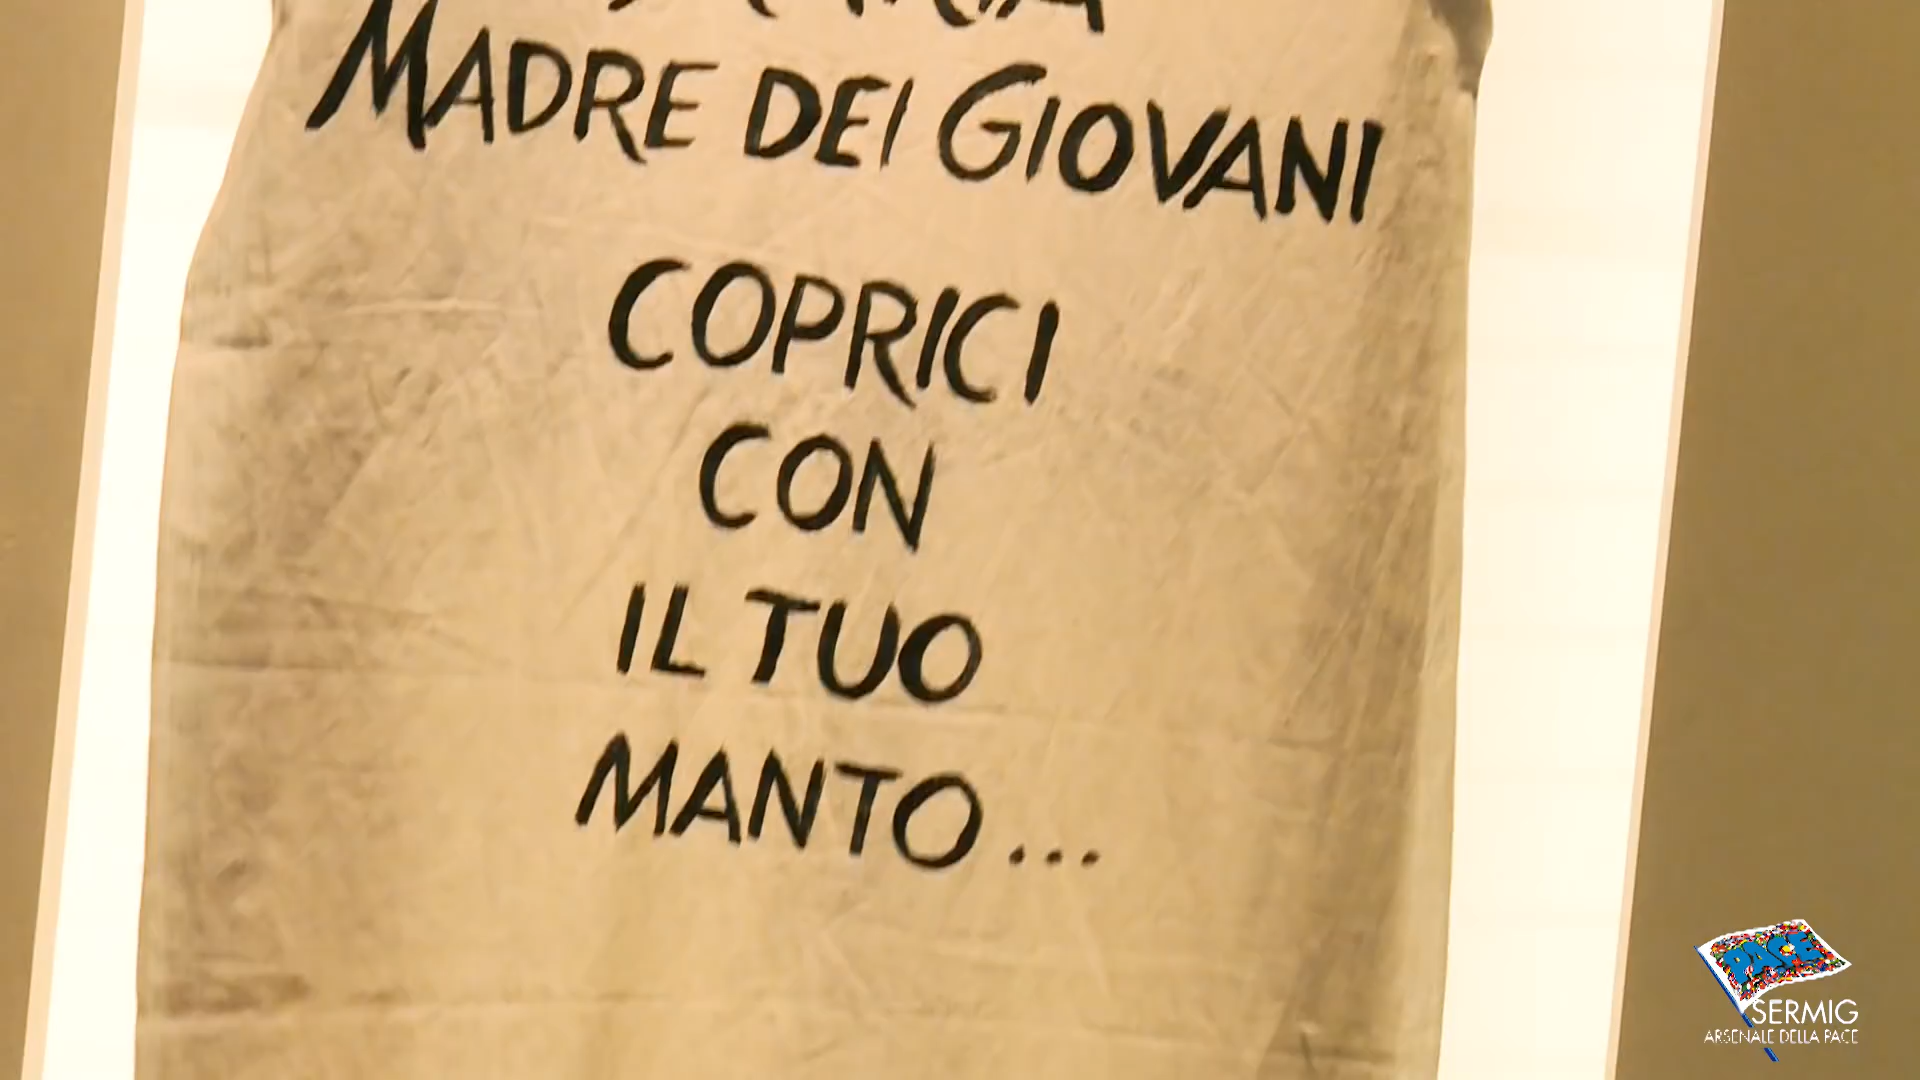 MADRE DEI GIOVANI
COPRICI
CON
IL TUO
MANTO...
PACE
SERMIG
ARSENALE DELLA PACE